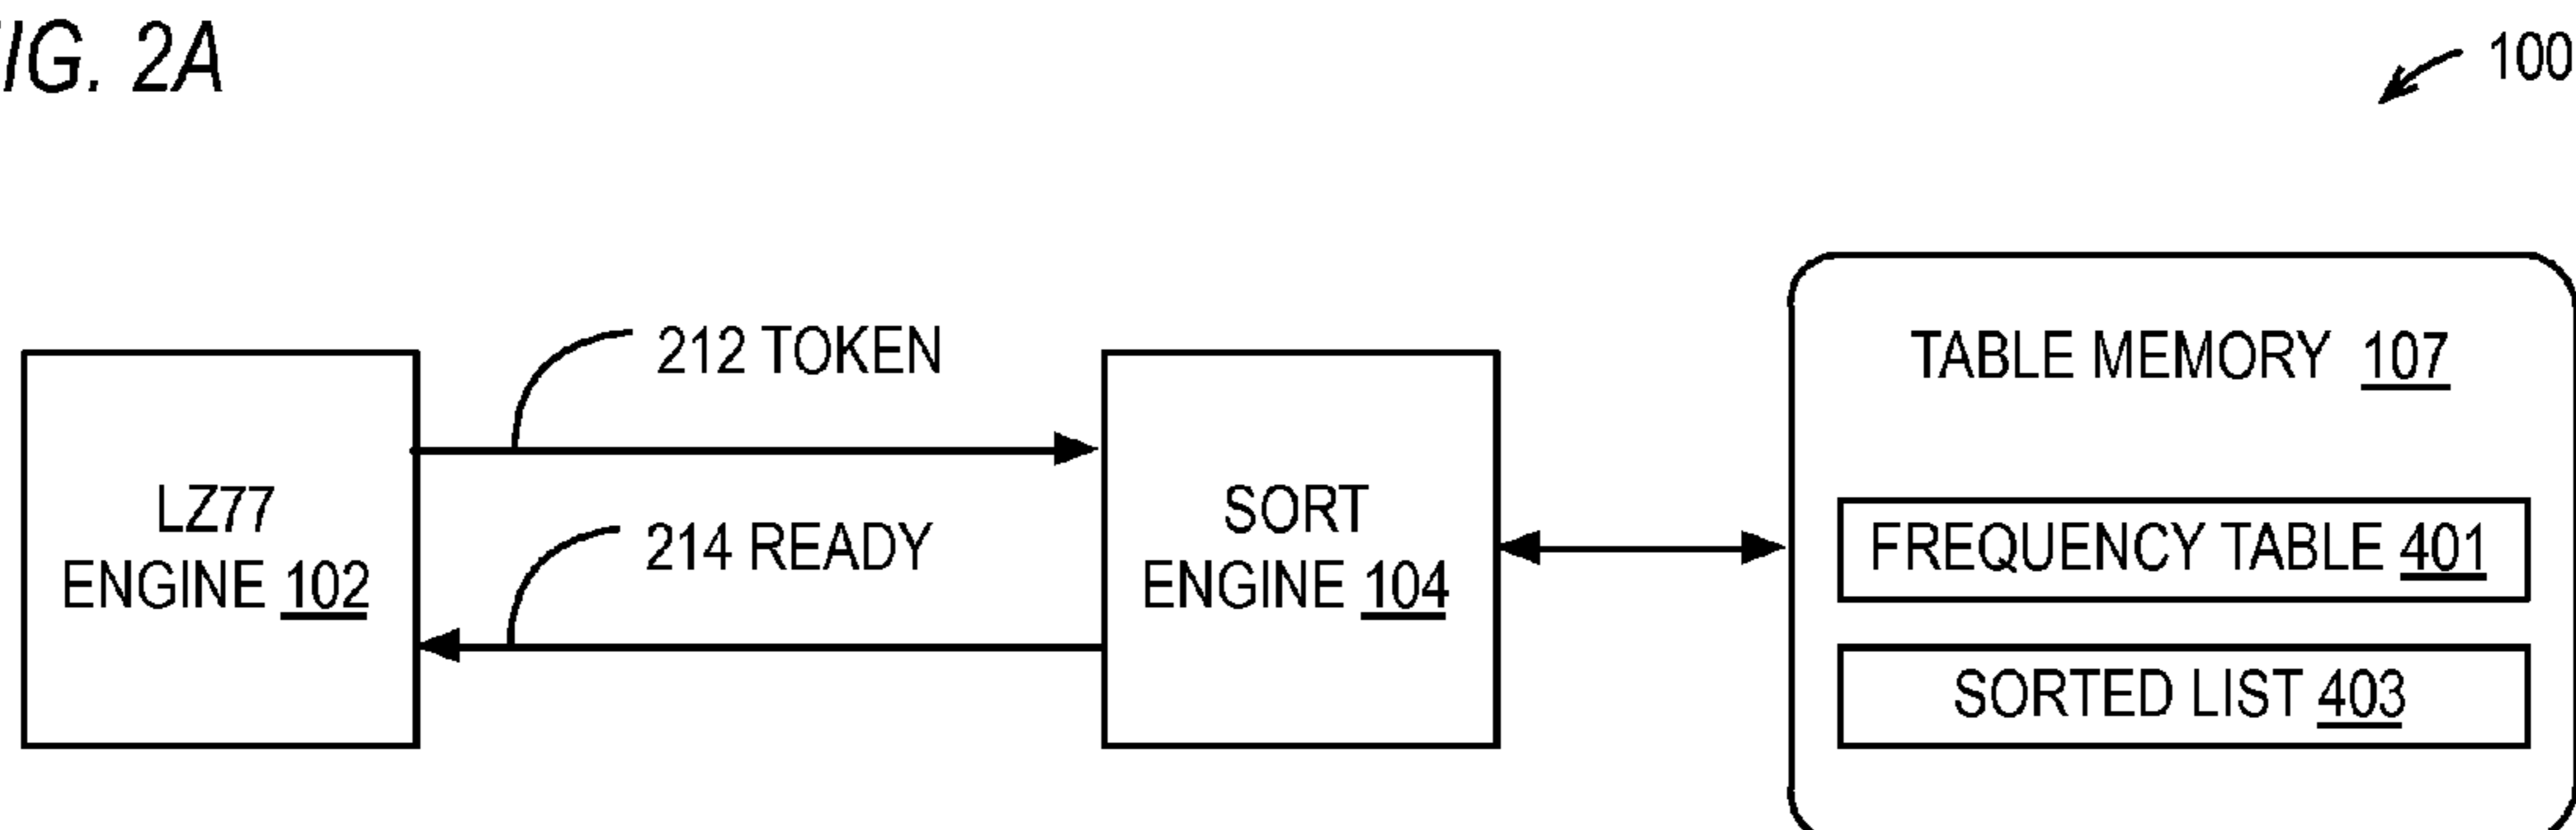 IG. 2A
100
212 TOKEN
TABLE MEMORY 107
LZ77
ENGINE 102
214 READY
SORT
ENGINE 104
FREQUENCY TABLE 401
SORTED LIST 403